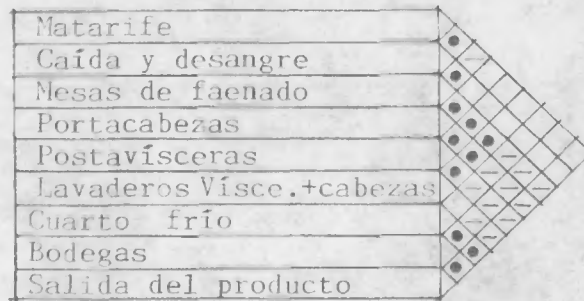 Matarife
Caída y desangre
Mesas de faenado
Portacabezas
Postavísceras
Lavaderos Vísce.+cabezas
Cuarto frío
Bodegas
Salida del producto